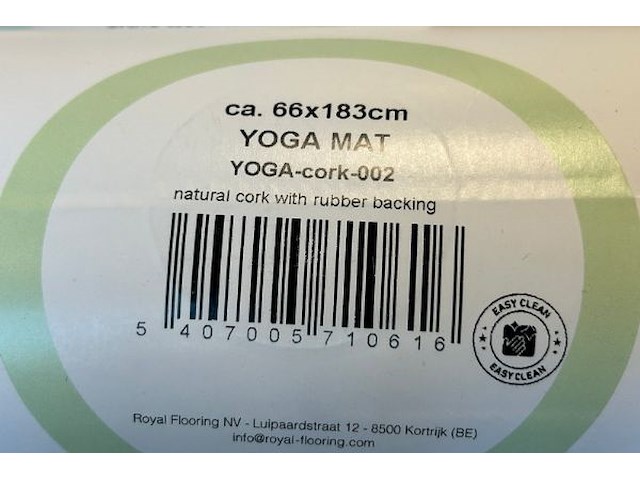 ca. 66x183cm
YOGA MAT
YOGA-cork-002
natural cork with rubber backing
5 407005 710616
EASY CLEAN
EASY CLEAN
Royal Flooring NV - Luipaardstraat 12 - 8500 Kortrijk (BE)
info@royal-flooring.com